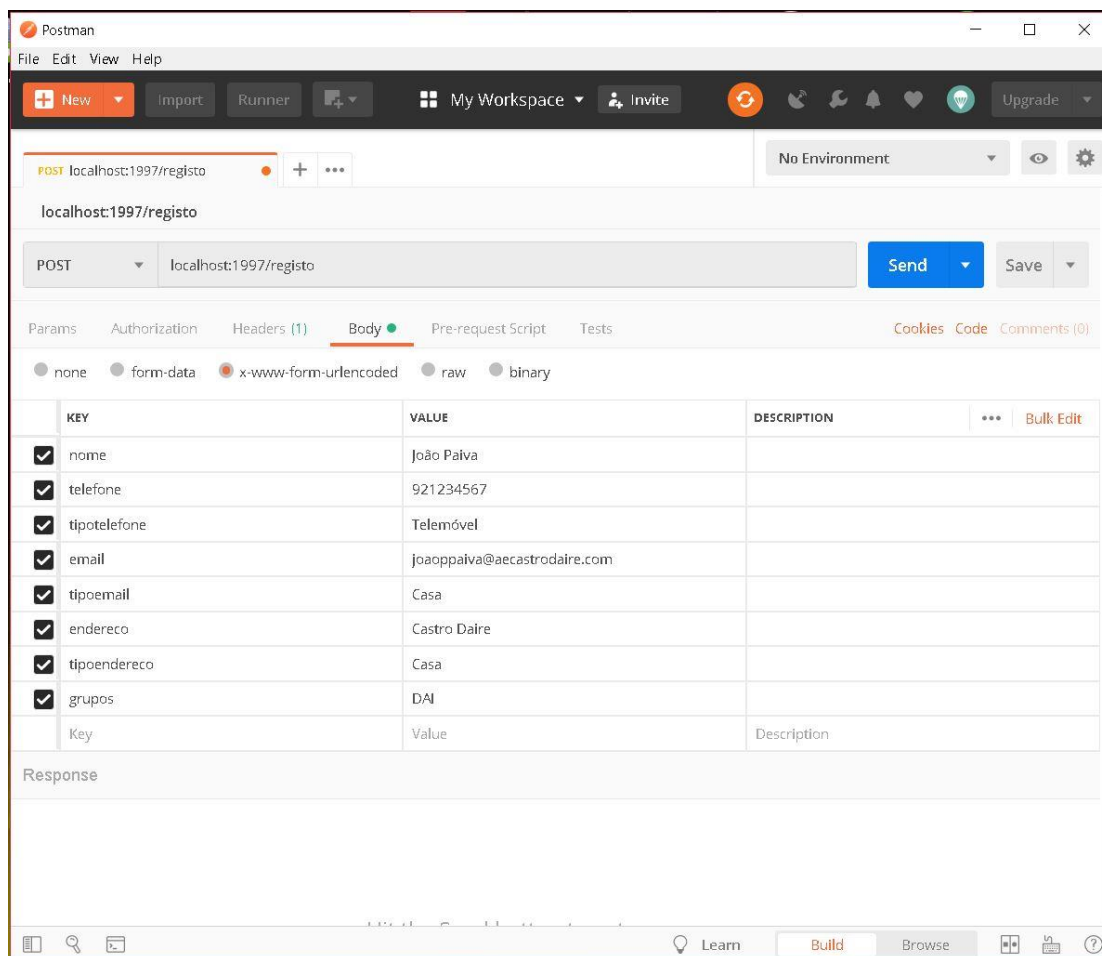 Postman
File Edit View Help
New Import Runner My Workspace Invite Upgrade
POST localhost:1997/registo No Environment
localhost:1997/registo
POST localhost:1997/registo Send Save
Params Authorization Headers (1) Body Pre-request Script Tests Cookies Code Comments (0)
none form-data x-www-form-urlencoded raw binary
KEY VALUE DESCRIPTION Bulk Edit
nome João Paiva
telefone 921234567
tipotelefone Telemóvel
email joaoppaiva@aecastrodaire.com
tipoemail Casa
endereco Castro Daire
tipoendereco Casa
grupos DAI
Key Value Description
Response
Learn Build Browse